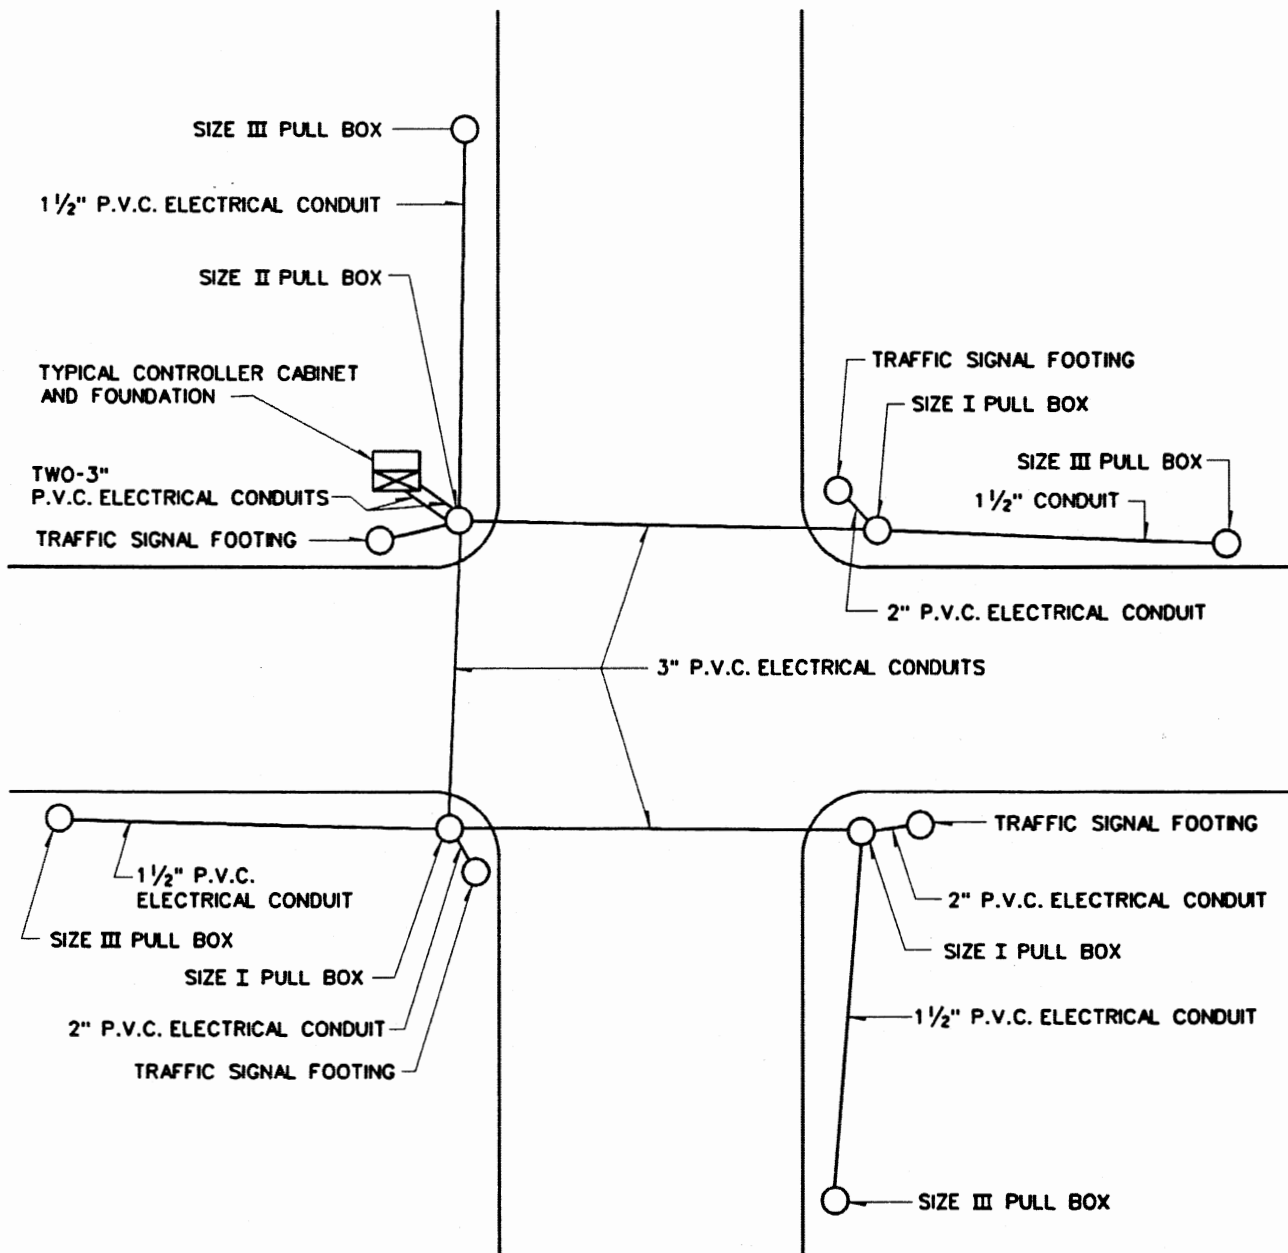 SIZE III PULL BOX
1 1/2" P.V.C. ELECTRICAL CONDUIT
SIZE II PULL BOX
TYPICAL CONTROLLER CABINET
AND FOUNDATION
TWO-3"
P.V.C. ELECTRICAL CONDUITS
TRAFFIC SIGNAL FOOTING
TRAFFIC SIGNAL FOOTING
SIZE I PULL BOX
SIZE III PULL BOX
1 1/2" CONDUIT
2" P.V.C. ELECTRICAL CONDUIT
3" P.V.C. ELECTRICAL CONDUITS
1 1/2" P.V.C.
ELECTRICAL CONDUIT
SIZE III PULL BOX
SIZE I PULL BOX
2" P.V.C. ELECTRICAL CONDUIT
TRAFFIC SIGNAL FOOTING
TRAFFIC SIGNAL FOOTING
2" P.V.C. ELECTRICAL CONDUIT
SIZE I PULL BOX
1 1/2" P.V.C. ELECTRICAL CONDUIT
SIZE III PULL BOX